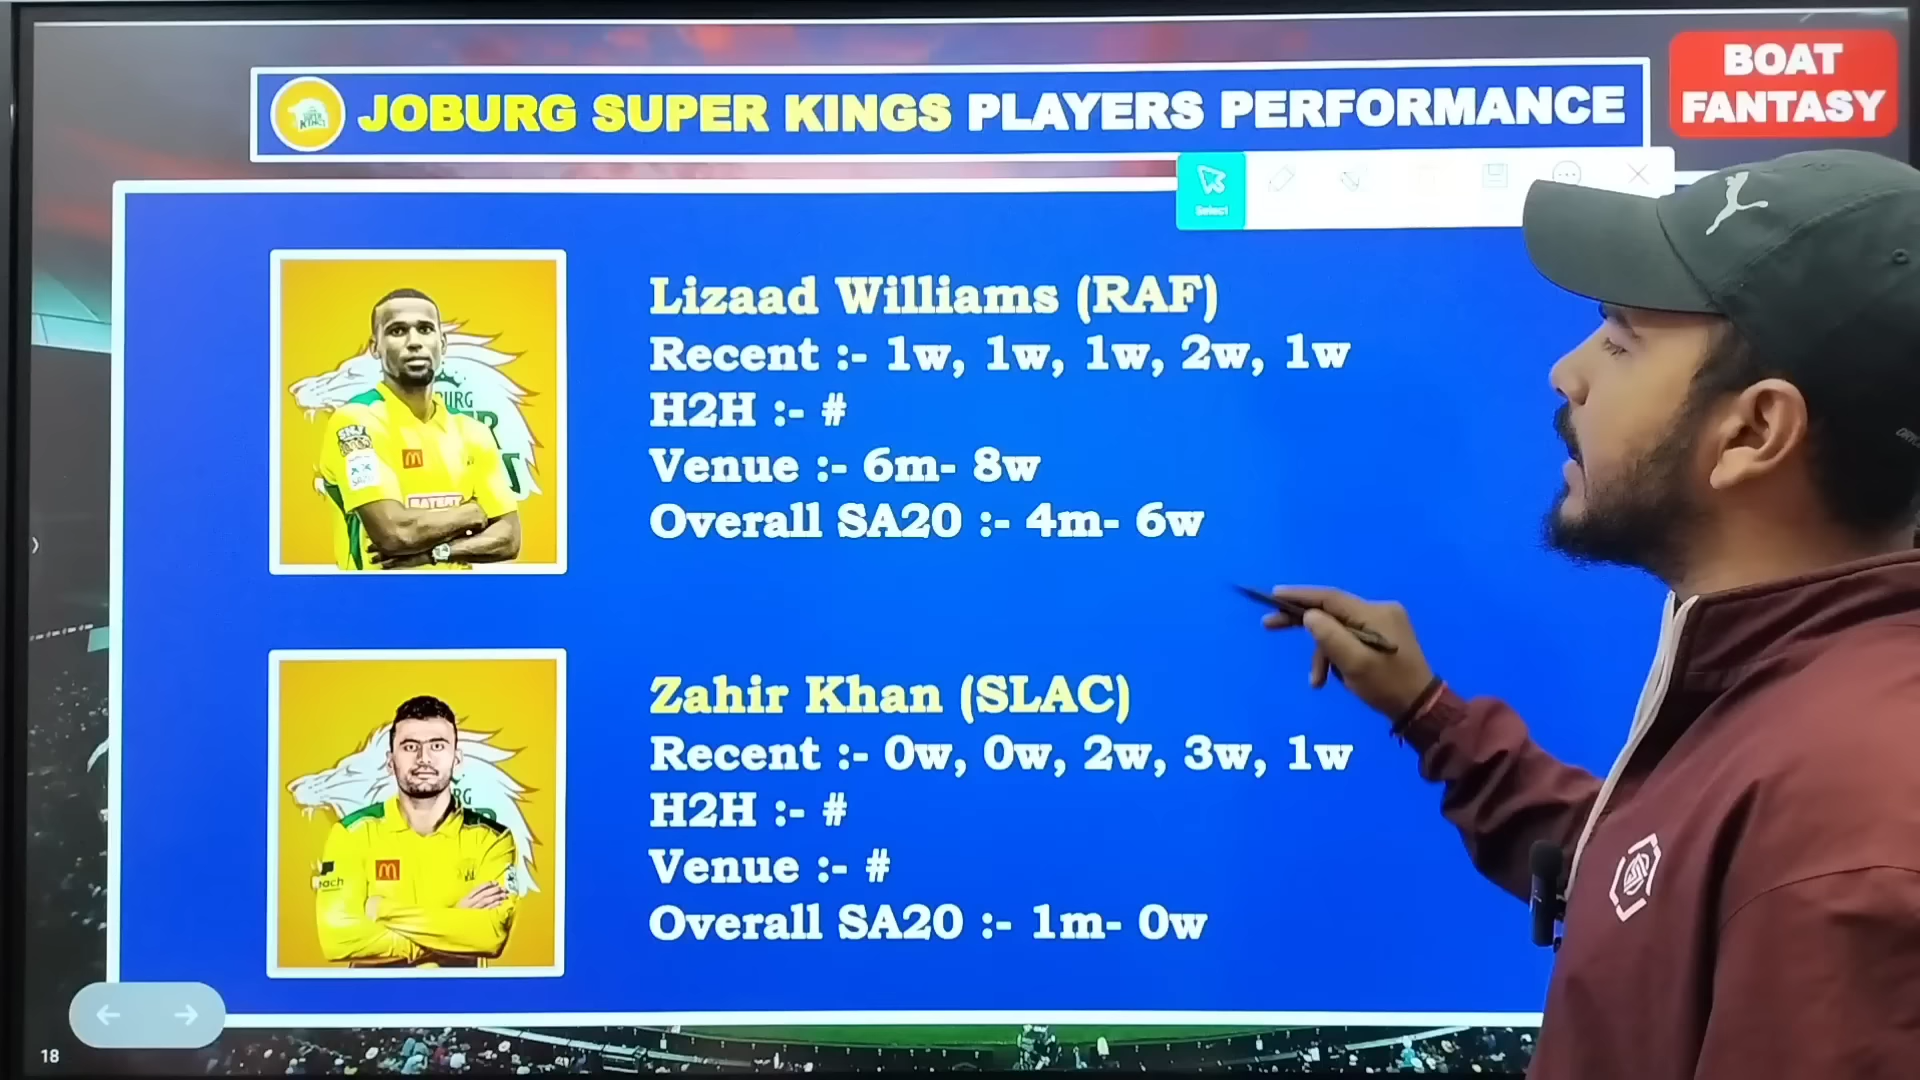 BOAT
FANTASY
JOBURG SUPER KINGS PLAYERS PERFORMANCE
Select
Lizaad Williams (RAF)
Recent :- 1w, 1w, 1w, 2w, 1w
H2H :- #
Venue :- 6m- 8w
Overall SA20 :- 4m- 6w
Zahir Khan (SLAC)
Recent :- 0w, 0w, 2w, 3w, 1w
H2H :- #
Venue :- #
Overall SA20 :- 1m- 0w
18